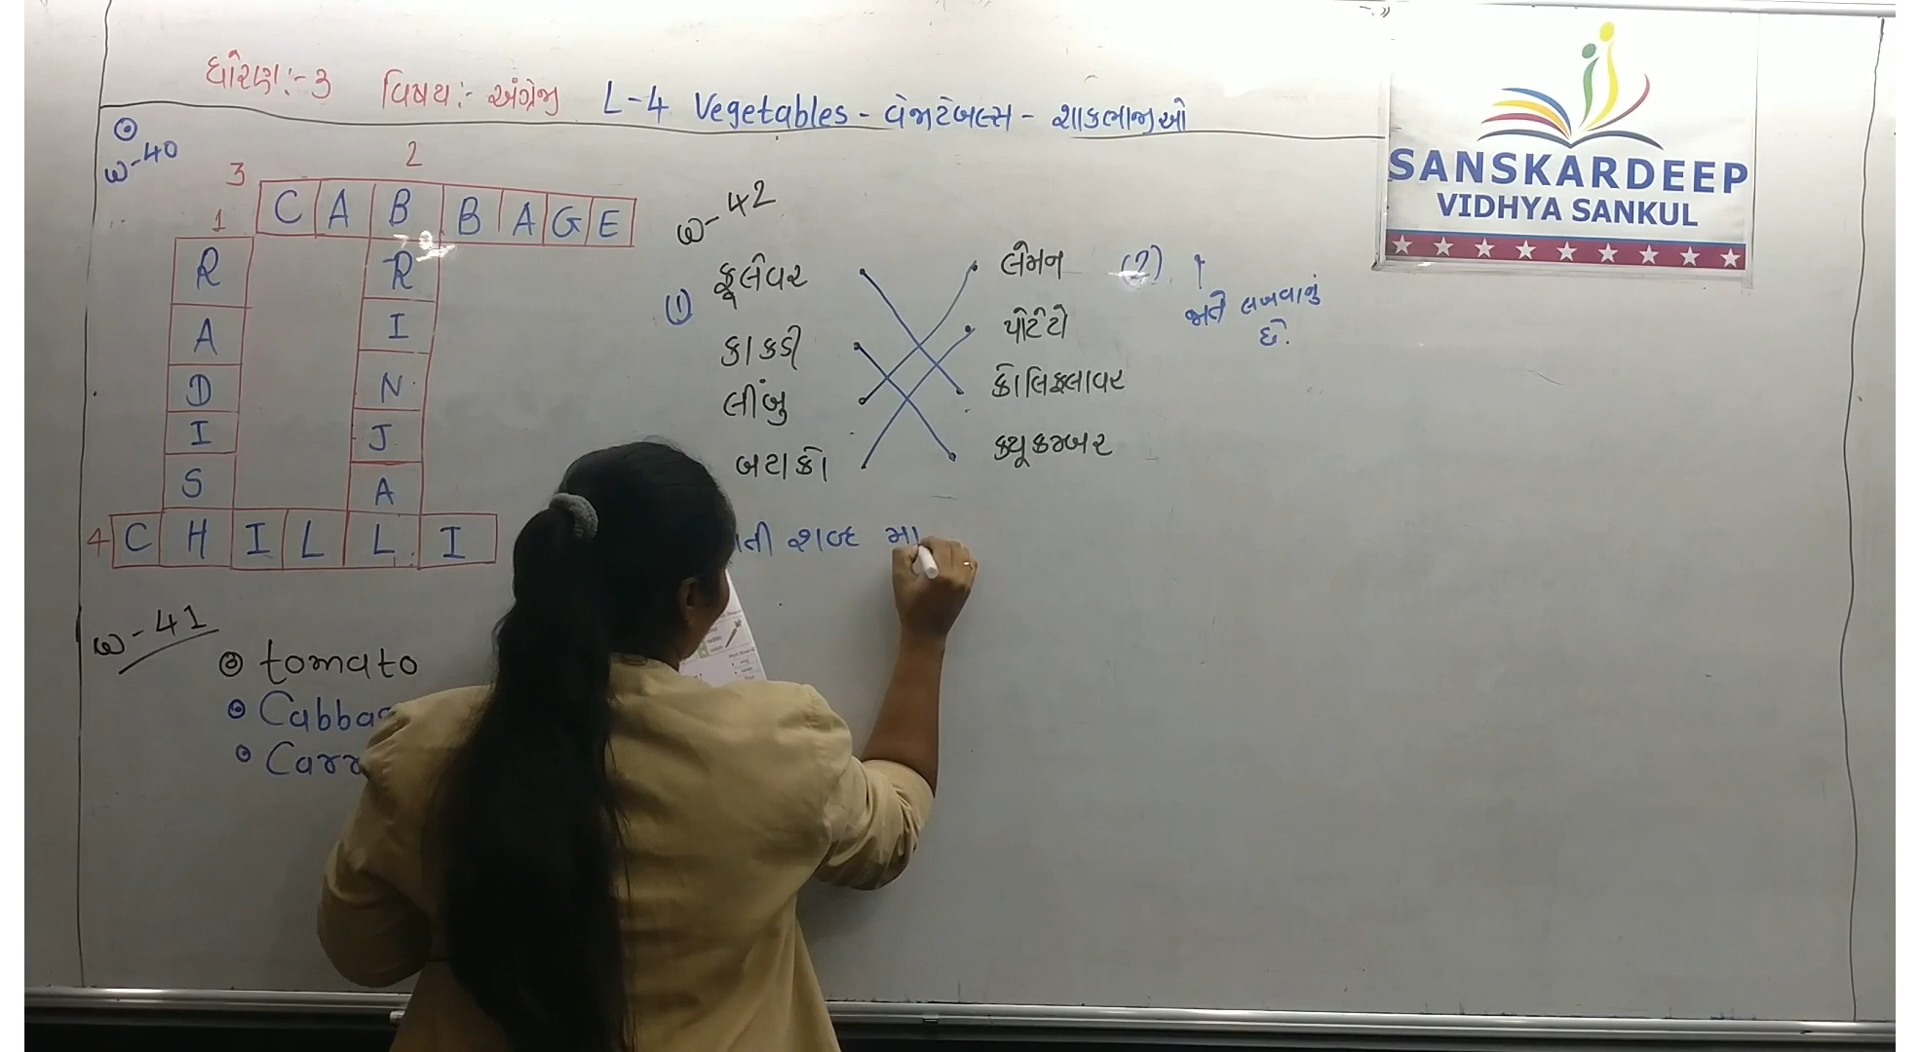 ધોરણ:- ૩ વિષય:- અંગ્રેજી L-4 Vegetables - વેજીટેબલ્સ - શાકભાજીઓ
SANSKARDEEP
VIDHYA SANKUL
W-40
3 2
C A B B A G E
1
R R
A I
D N
I J
S A
4 C H I L L I
W-41
tomato
Cabba
Carr
W-42
(1) ફૂલેવર લેમન (2)
કાકડી પોટેટો
લીંબુ કોલિફ્લાવર
બટાકો ક્યૂકમ્બર
જાતે લખવાનું
છે.
શબ્દ મા